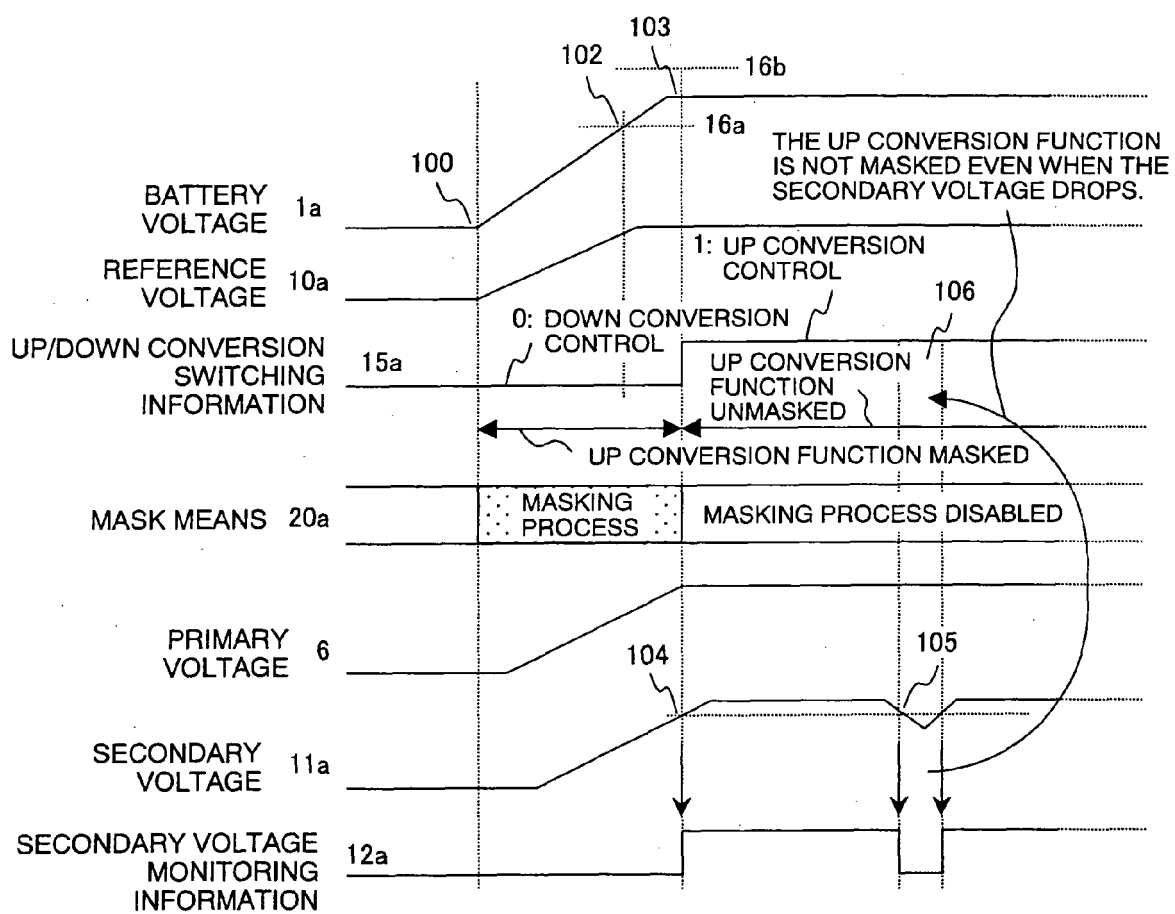 103
102
16b
16a
THE UP CONVERSION FUNCTION
IS NOT MASKED EVEN WHEN THE
SECONDARY VOLTAGE DROPS.
100
BATTERY
VOLTAGE 1a
REFERENCE
VOLTAGE 10a
1: UP CONVERSION
CONTROL
0: DOWN CONVERSION
CONTROL
106
UP/DOWN CONVERSION
SWITCHING
INFORMATION
15a
UP CONVERSION
FUNCTION
UNMASKED
UP CONVERSION FUNCTION MASKED
MASK MEANS 20a
MASKING
PROCESS
MASKING PROCESS DISABLED
PRIMARY
VOLTAGE 6
104
105
SECONDARY
VOLTAGE 11a
SECONDARY VOLTAGE
MONITORING
INFORMATION
12a